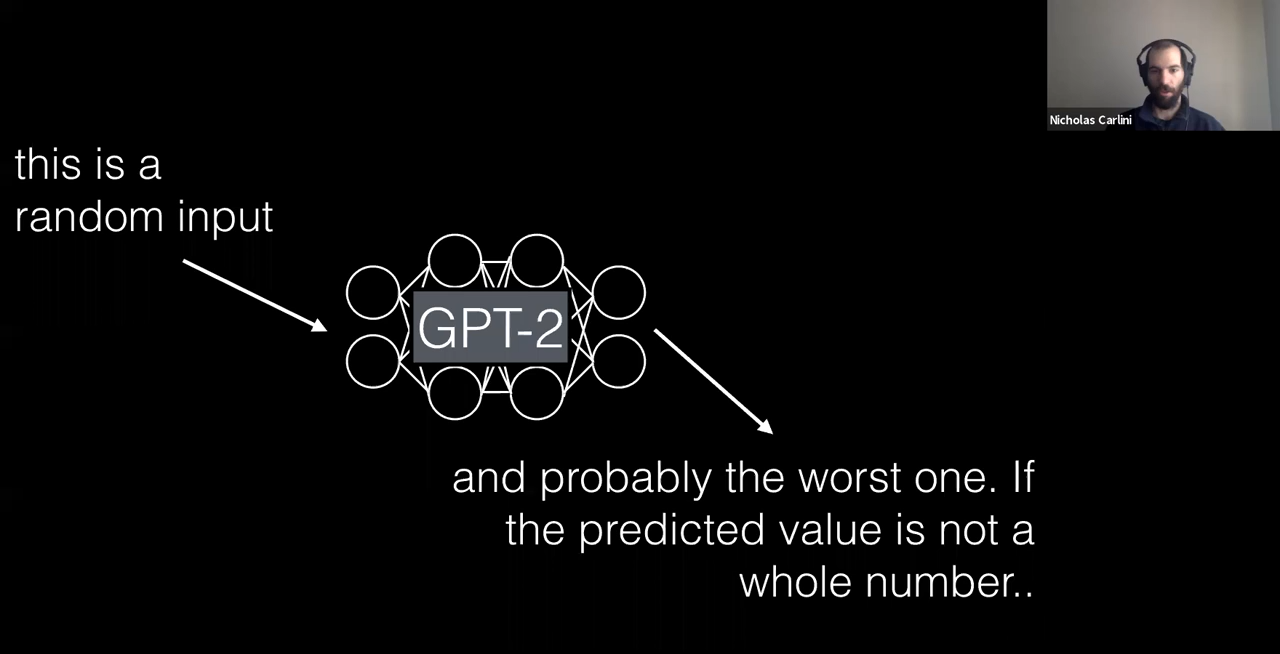 Nicholas Carlini
this is a
random input
GPT-2
and probably the worst one. If
the predicted value is not a
whole number..